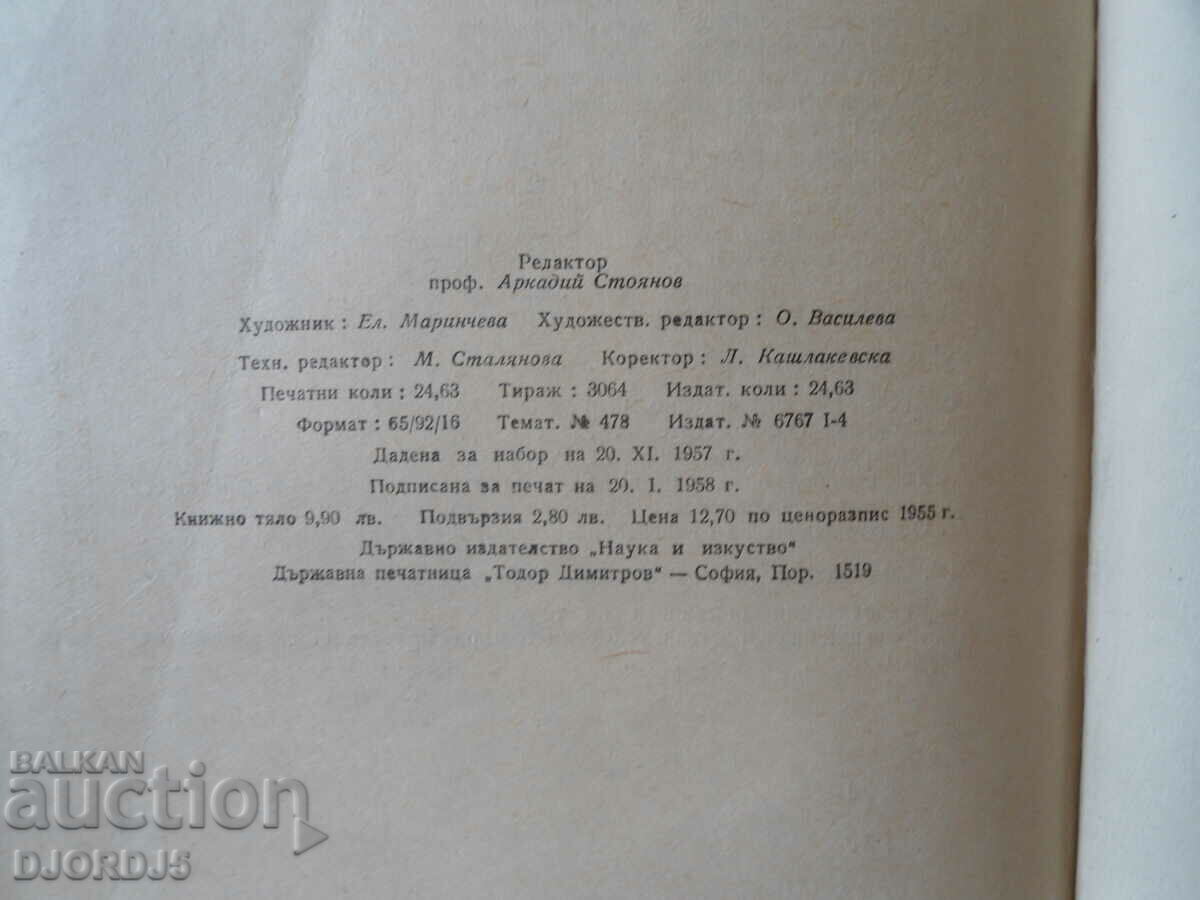 Релактор
проф. Аркадий Стоянов
Художник: Ел. Маринчева Художеств. редактор: О. Василева
Техн. редактор: М. Сталянова Коректор: Л. Кашлакевска
Печатни коли: 24,63 Тираж: 3064 Издат. коли: 24,63
Формат: 65/92/16 Темат. № 478 Издат. № 6767 I-4
Дадена за набор на 20. XI. 1957 г.
Подписана за печат на 20. I. 1958 г.
Книжно тяло 9,90 лв. Подвързия 2,80 лв. Цена 12,70 по ценоразпис 1955 г.
Държавно издателство „Наука и изкуство“
Държавна печатница „Тодор Димитров“ — София, Пор. 1519
BALKAN
auction
DJORDJ5